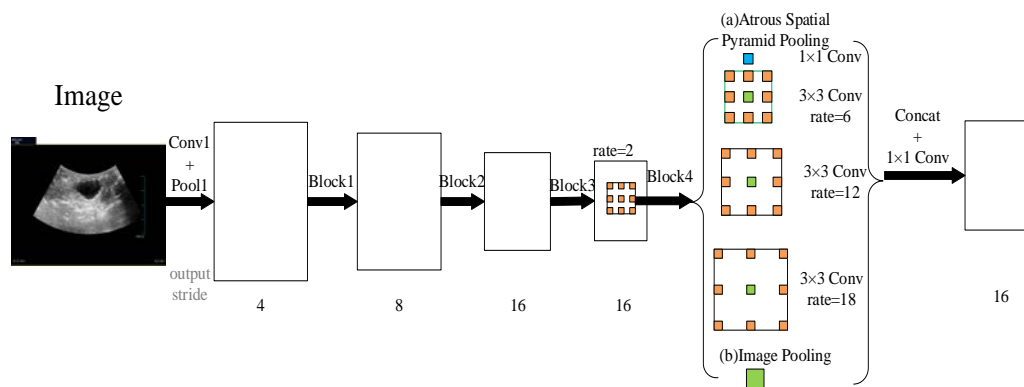 Image
Conv1
+
Pool1
output
stride
4
Block1
8
Block2
16
Block3
rate=2
16
Block4
(a)Atrous Spatial
Pyramid Pooling
1×1 Conv
3×3 Conv
rate=6
3×3 Conv
rate=12
3×3 Conv
rate=18
(b)Image Pooling
Concat
+
1×1 Conv
16